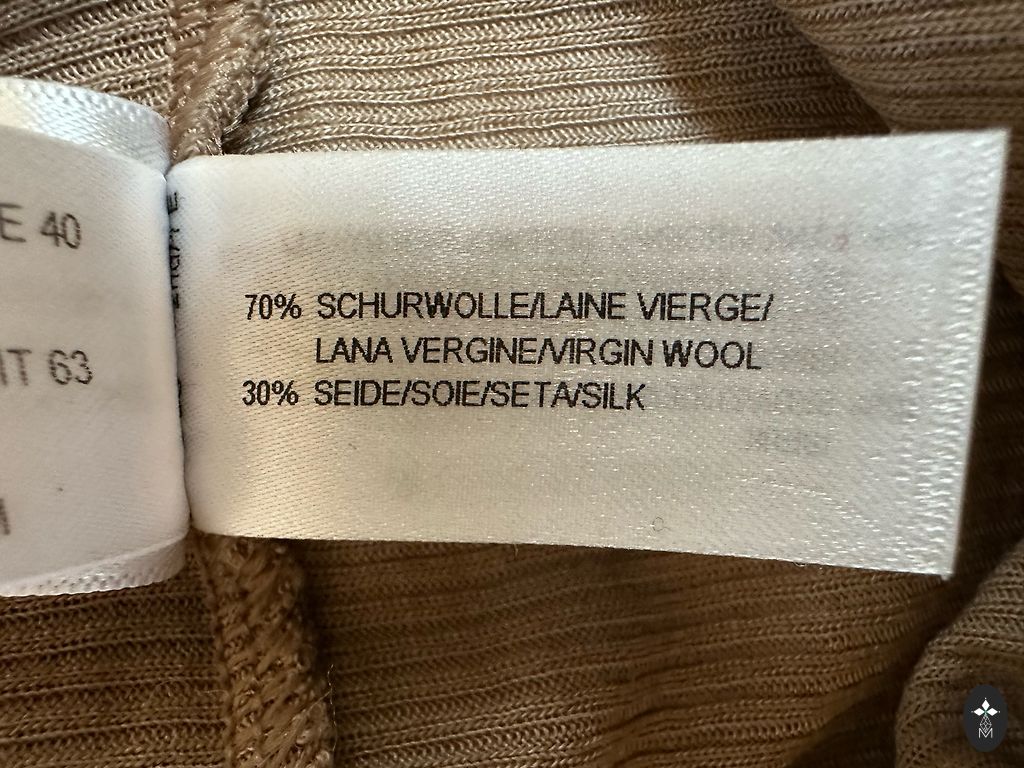 E 40
IT 63
70% SCHURWOLLE/LAINE VIERGE/
LANA VERGINE/VIRGIN WOOL
30% SEIDE/SOIE/SETA/SILK
M